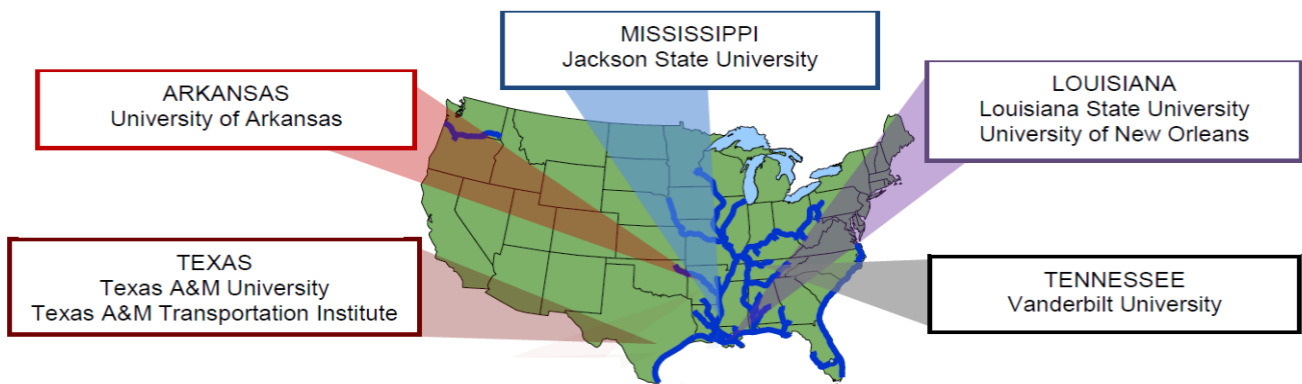 MISSISSIPPI
Jackson State University
ARKANSAS
University of Arkansas
LOUISIANA
Louisiana State University
University of New Orleans
TEXAS
Texas A&M University
Texas A&M Transportation Institute
TENNESSEE
Vanderbilt University